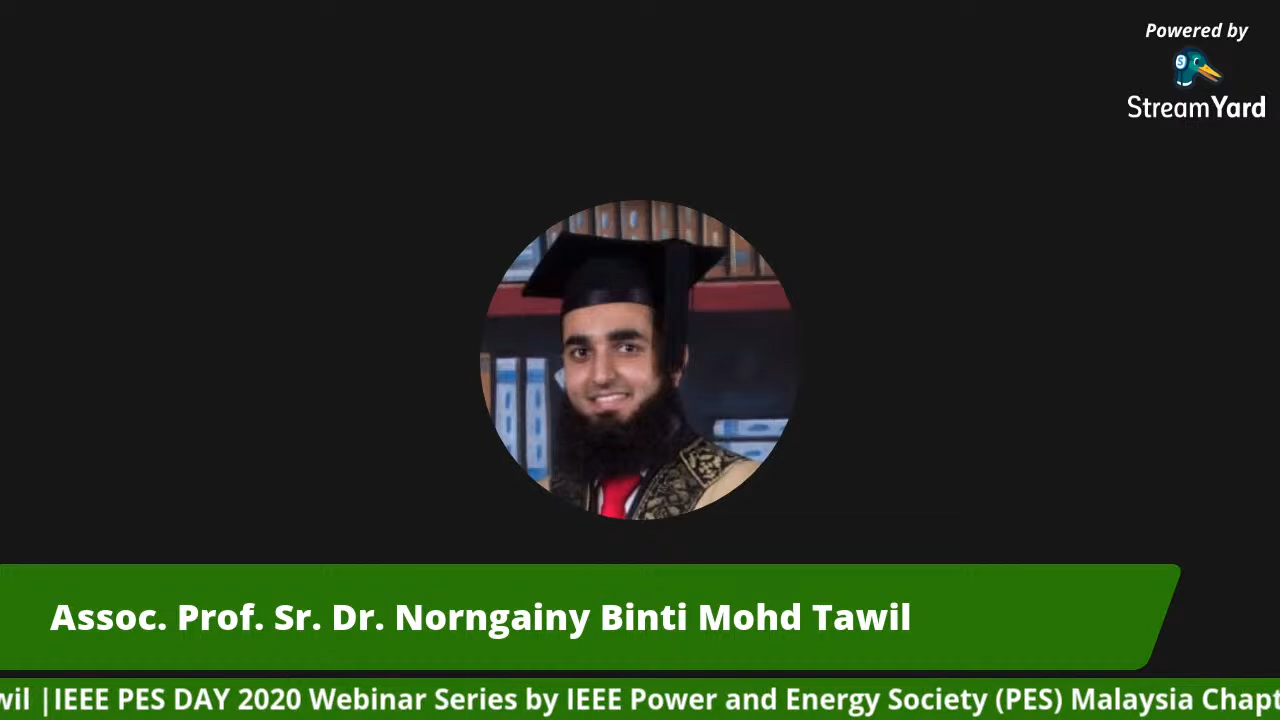 Powered by
StreamYard
Assoc. Prof. Sr. Dr. Norngainy Binti Mohd Tawil
wil |IEEE PES DAY 2020 Webinar Series by IEEE Power and Energy Society (PES) Malaysia Chapt